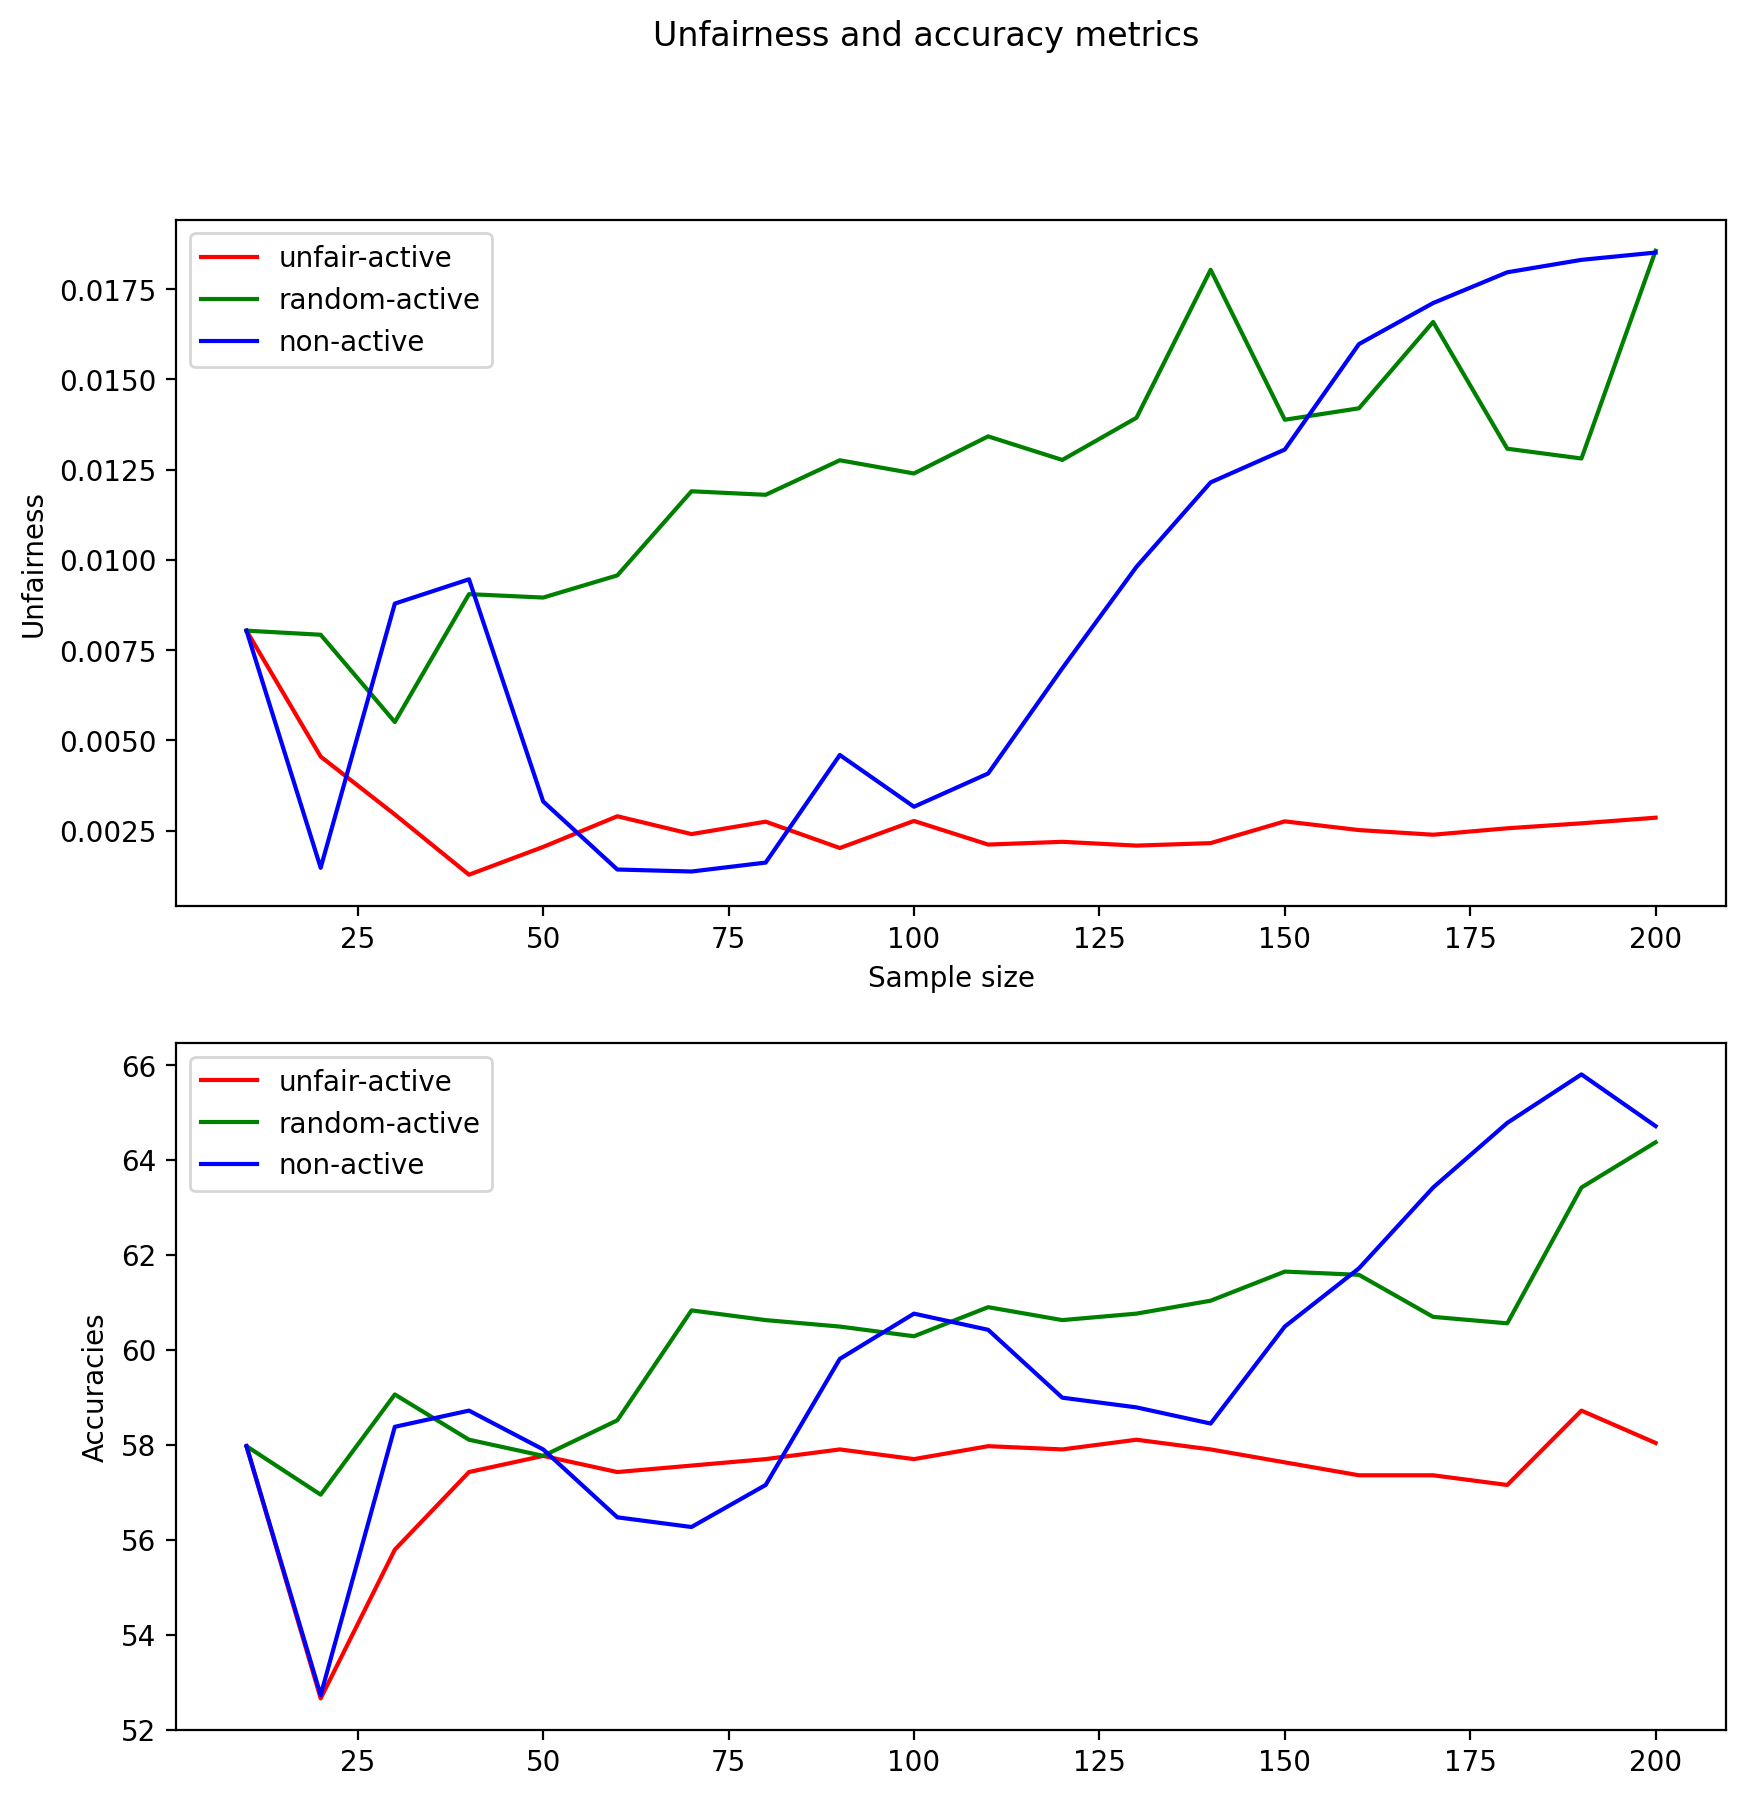 Unfairness and accuracy metrics
unfair-active
random-active
non-active
0.0175
0.0150
0.0125
0.0100
0.0075
0.0050
0.0025
Unfairness
25 50 75 100 125 150 175 200
Sample size
unfair-active
random-active
non-active
66
64
62
60
58
56
54
52
Accuracies
25 50 75 100 125 150 175 200